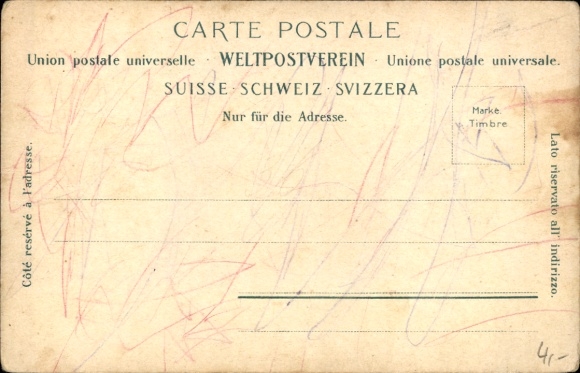 CARTE POSTALE
Union postale universelle · WELTPOSTVEREIN · Unione postale universale.
SUISSE · SCHWEIZ · SVIZZERA
Nur für die Adresse.
Marke.
Timbre
Côté resérvé à l'adresse.
Lato riservato all' indirizzo.
4,-